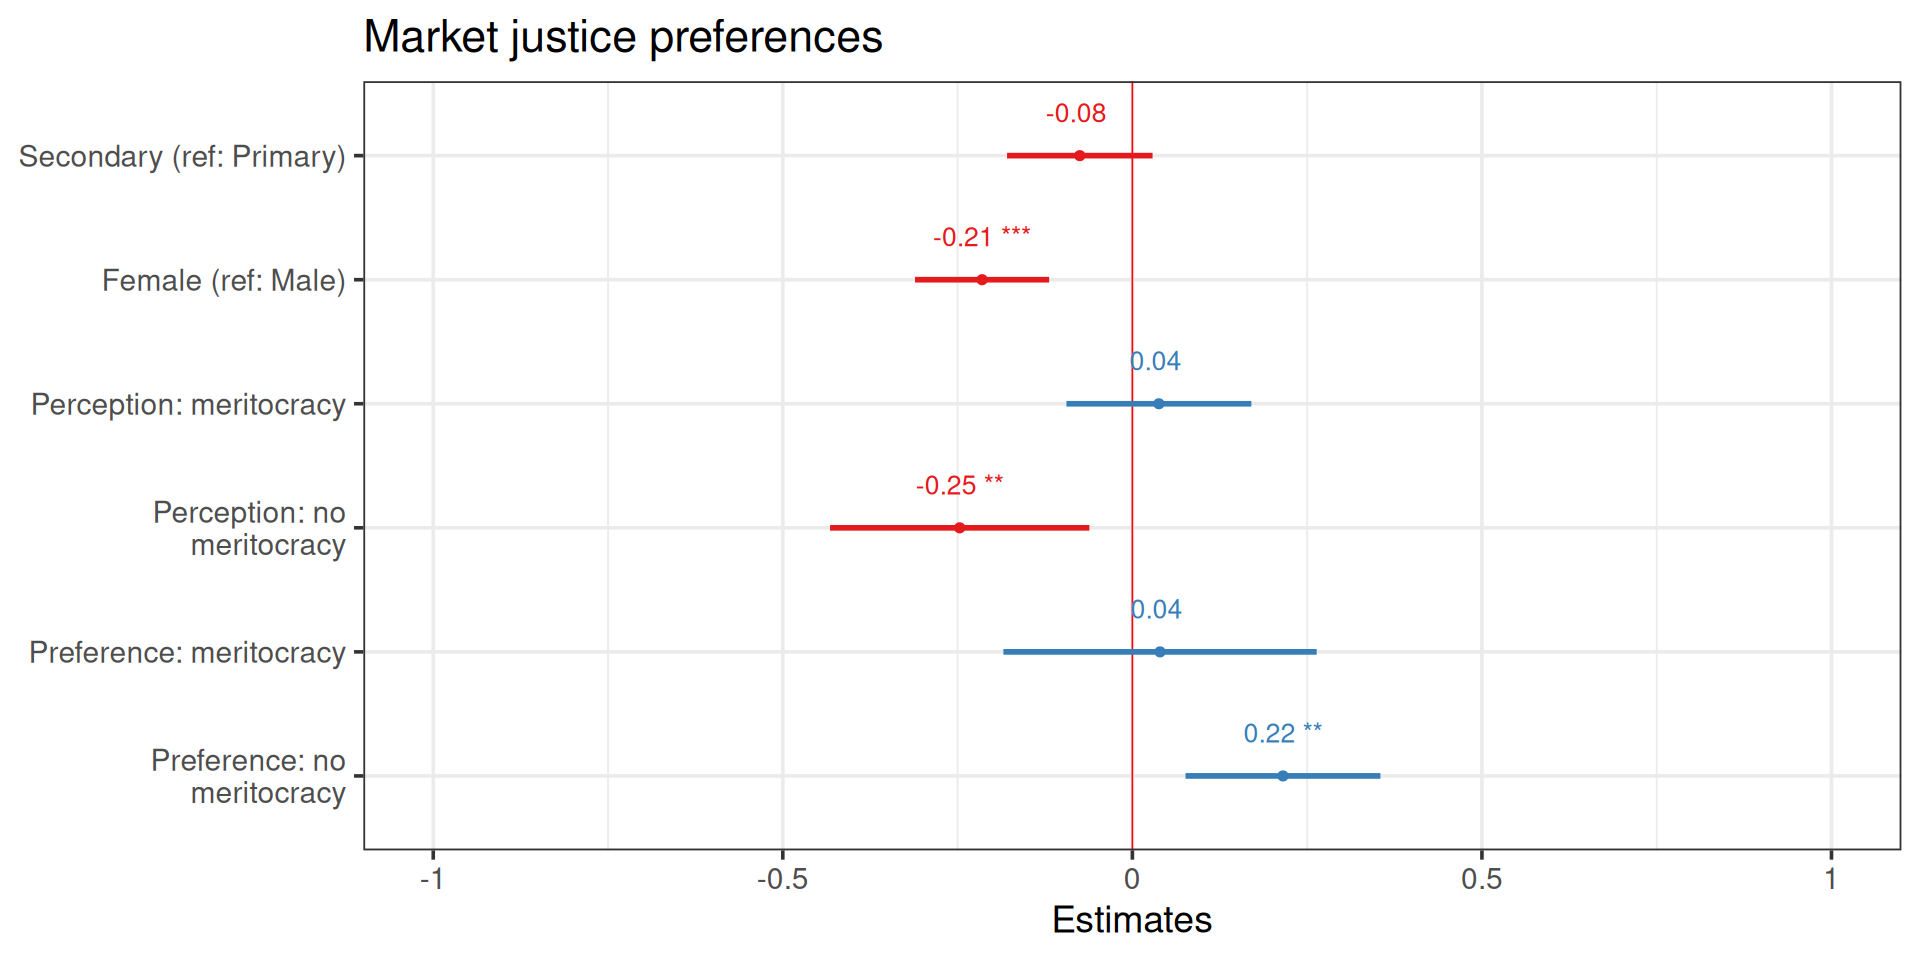 Market justice preferences
-0.08
Secondary (ref: Primary)
-0.21 ***
Female (ref: Male)
0.04
Perception: meritocracy
-0.25 **
Perception: no
meritocracy
0.04
Preference: meritocracy
0.22 **
Preference: no
meritocracy
-1 -0.5 0 0.5 1
Estimates